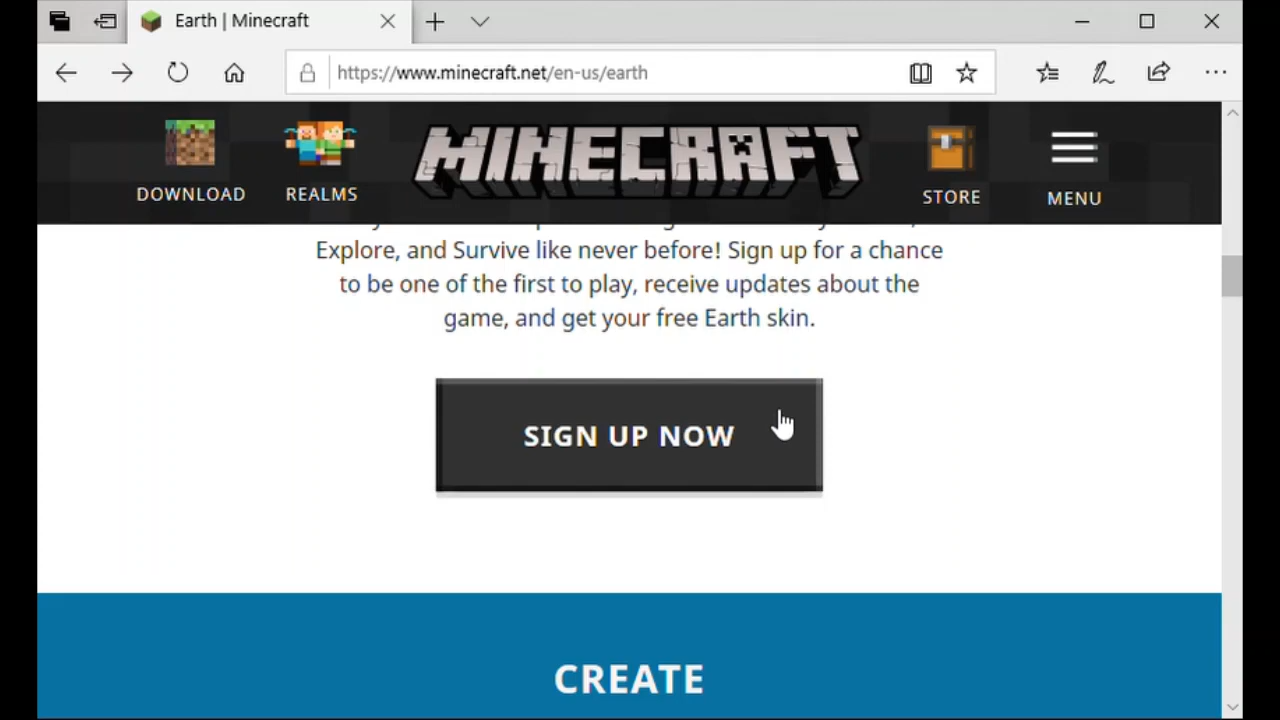 Earth | Minecraft
https://www.minecraft.net/en-us/earth
DOWNLOAD
REALMS
MINECRAFT
STORE
MENU
Explore, and Survive like never before! Sign up for a chance
to be one of the first to play, receive updates about the
game, and get your free Earth skin.
SIGN UP NOW
CREATE